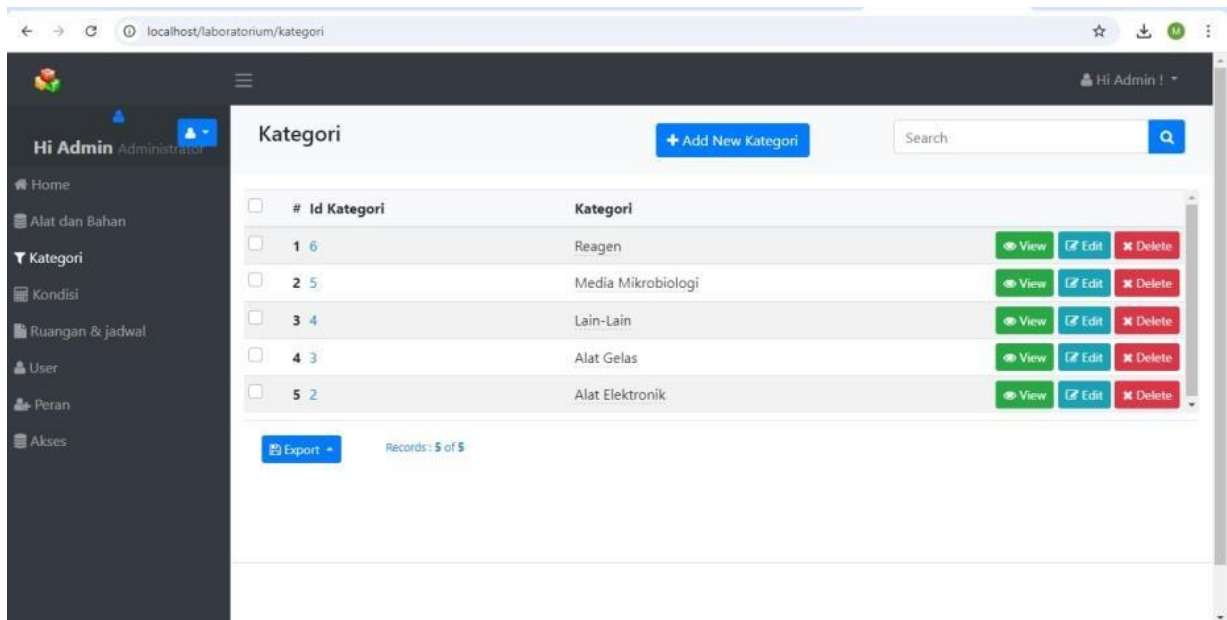 localhost/laboratorium/kategori
M
Hi Admin !
Hi Admin Administrator
Home
Alat dan Bahan
Kategori
Kondisi
Ruangan & jadwal
User
Peran
Akses
Kategori
Add New Kategori
Search
# Id Kategori Kategori
1 6 Reagen View Edit Delete
2 5 Media Mikrobiologi View Edit Delete
3 4 Lain-Lain View Edit Delete
4 3 Alat Gelas View Edit Delete
5 2 Alat Elektronik View Edit Delete
Export Records : 5 of 5